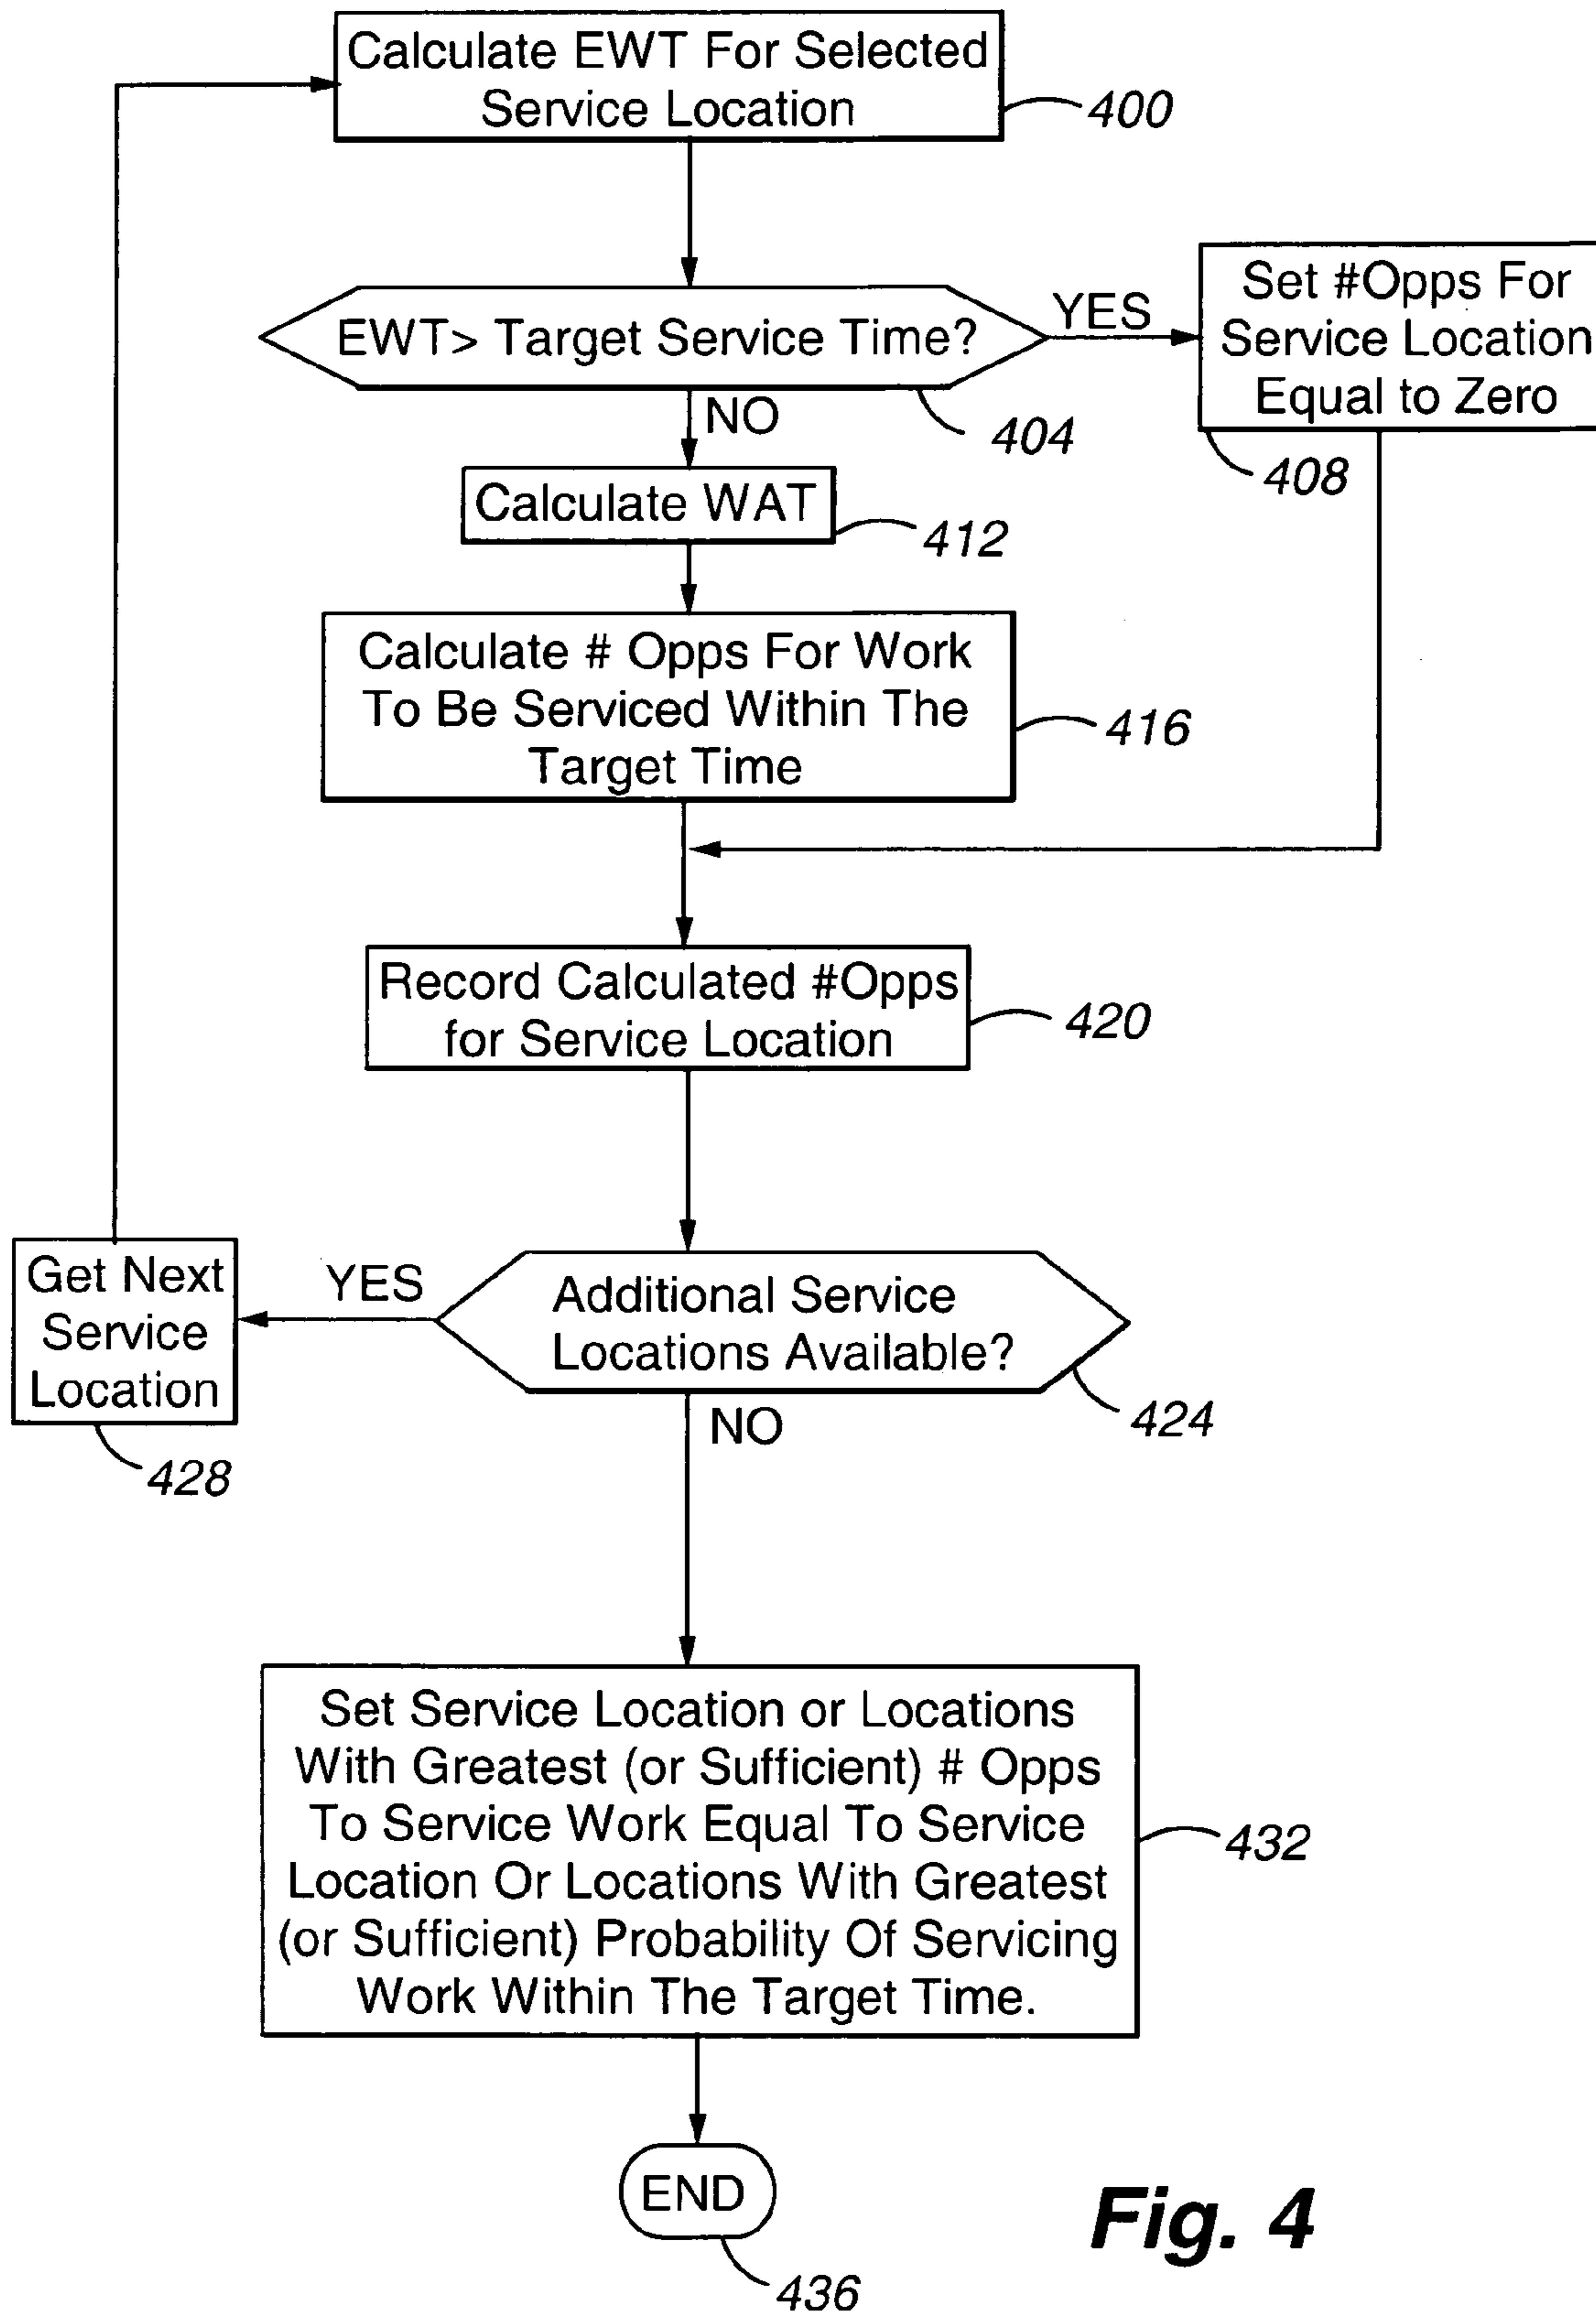 Calculate EWT For Selected
Service Location
400
EWT> Target Service Time?
YES
Set #Opps For
Service Location
Equal to Zero
NO
404
408
Calculate WAT
412
Calculate # Opps For Work
To Be Serviced Within The
Target Time
416
Record Calculated #Opps
for Service Location
420
Get Next
Service
Location
YES
Additional Service
Locations Available?
NO
424
428
Set Service Location or Locations
With Greatest (or Sufficient) # Opps
To Service Work Equal To Service
Location Or Locations With Greatest
(or Sufficient) Probability Of Servicing
Work Within The Target Time.
432
END
436
Fig. 4